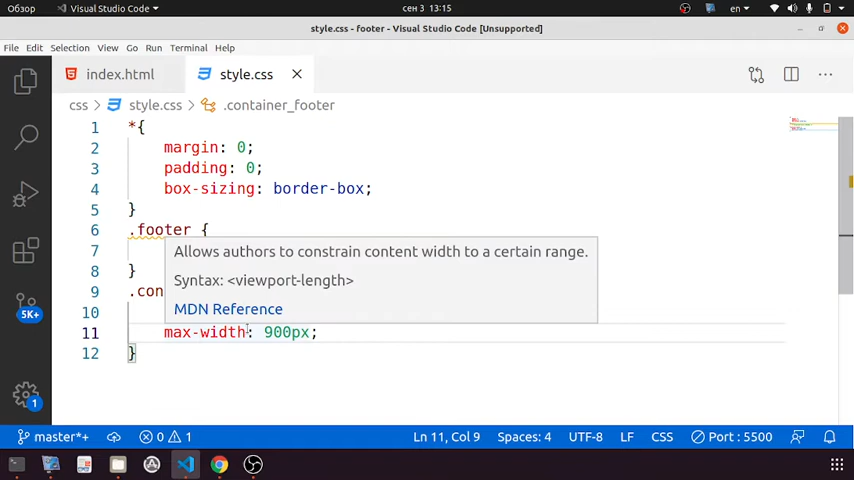 Обзор
Visual Studio Code
сен 3 13:15
en
style.css - footer - Visual Studio Code [Unsupported]
File Edit Selection View Go Run Terminal Help
index.html
style.css
css > style.css > .container_footer
1 *{
2 margin: 0;
3 padding: 0;
4 box-sizing: border-box;
5 }
6 .footer {
7
8 }
9 .con
10
11 max-width: 900px;
12 }
Allows authors to constrain content width to a certain range.
Syntax: <viewport-length>
MDN Reference
5K+
1
master*+ 0 1 Ln 11, Col 9 Spaces: 4 UTF-8 LF CSS Port : 5500